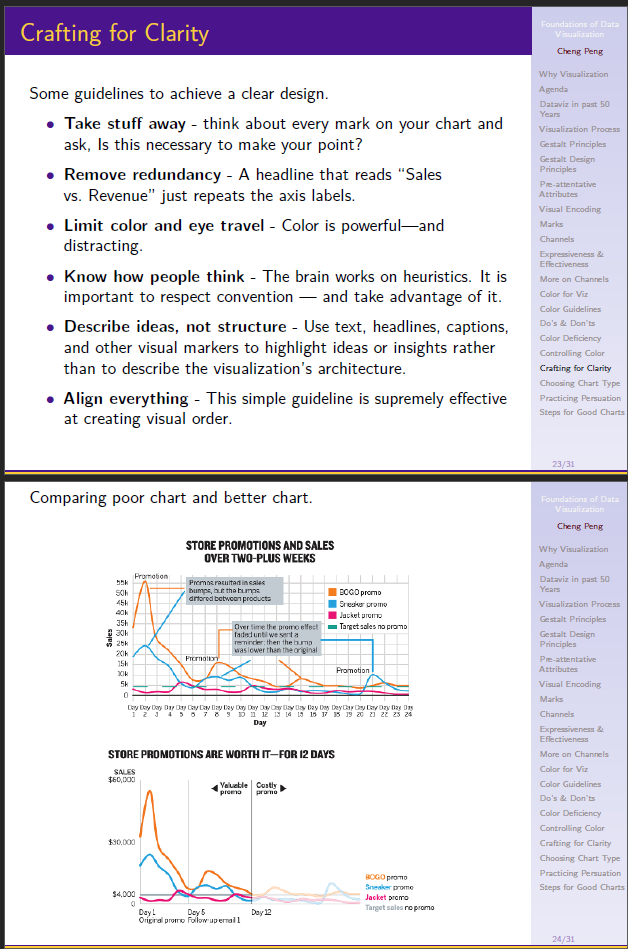 Crafting for Clarity
Some guidelines to achieve a clear design.
• Take stuff away - think about every mark on your chart and
ask, Is this necessary to make your point?
• Remove redundancy - A headline that reads “Sales
vs. Revenue” just repeats the axis labels.
• Limit color and eye travel - Color is powerful—and
distracting.
• Know how people think - The brain works on heuristics. It is
important to respect convention — and take advantage of it.
• Describe ideas, not structure - Use text, headlines, captions,
and other visual markers to highlight ideas or insights rather
than to describe the visualization’s architecture.
• Align everything - This simple guideline is supremely effective
at creating visual order.
Foundations of Data
Visualization
Cheng Peng
Why Visualization
Agenda
Dataviz in past 50
Years
Visualization Process
Gestalt Principles
Gestalt Design
Principles
Pre-attentative
Attributes
Visual Encoding
Marks
Channels
Expressiveness &
Effectiveness
More on Channels
Color for Viz
Color Guidelines
Do's & Don'ts
Color Deficiency
Controlling Color
Crafting for Clarity
Choosing Chart Type
Practicing Persuation
Steps for Good Charts
23/31
Comparing poor chart and better chart.
STORE PROMOTIONS AND SALES
OVER TWO-PLUS WEEKS
Promotion
Promos resulted in sales
bumps, but the bumps
differed between products
BOGO promo
Sneaker promo
Jacket promo
Target sales no promo
Over time the promo effect
faded until we sent a
reminder: then the bump
was lower than the original
Promotion
Promotion
Sales
55k
50k
45k
40k
35k
30k
25k
20k
15k
10k
5k
0
Day Day Day Day Day Day Day Day Day Day Day Day Day Day Day Day Day Day Day Day Day Day Day Day
1 2 3 4 5 6 7 8 9 10 11 12 13 14 15 16 17 18 19 20 21 22 23 24
Day
STORE PROMOTIONS ARE WORTH IT—FOR 12 DAYS
SALES
$60,000
$30,000
$4,000
0
Valuable
promo
Costly
promo
BOGO promo
Sneaker promo
Jacket promo
Target sales no promo
Day 1 Day 5 Day 12
Original promo Follow-up email 1
Foundations of Data
Visualization
Cheng Peng
Why Visualization
Agenda
Dataviz in past 50
Years
Visualization Process
Gestalt Principles
Gestalt Design
Principles
Pre-attentative
Attributes
Visual Encoding
Marks
Channels
Expressiveness &
Effectiveness
More on Channels
Color for Viz
Color Guidelines
Do's & Don'ts
Color Deficiency
Controlling Color
Crafting for Clarity
Choosing Chart Type
Practicing Persuation
Steps for Good Charts
24/31